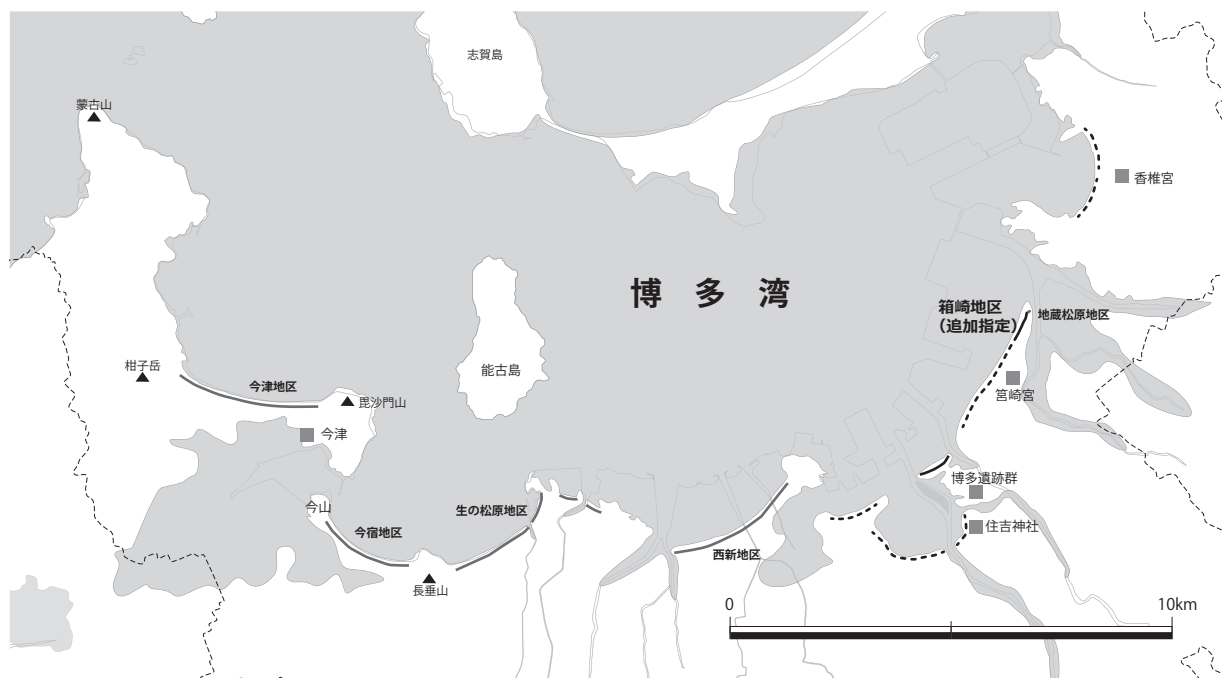 志賀島
蒙古山
香椎宮
博多湾
箱崎地区
（追加指定）
地蔵松原地区
柑子岳
能古島
今津地区
毘沙門山
筥崎宮
今津
博多遺跡群
今山
生の松原地区
今宿地区
住吉神社
西新地区
長垂山
0
10km